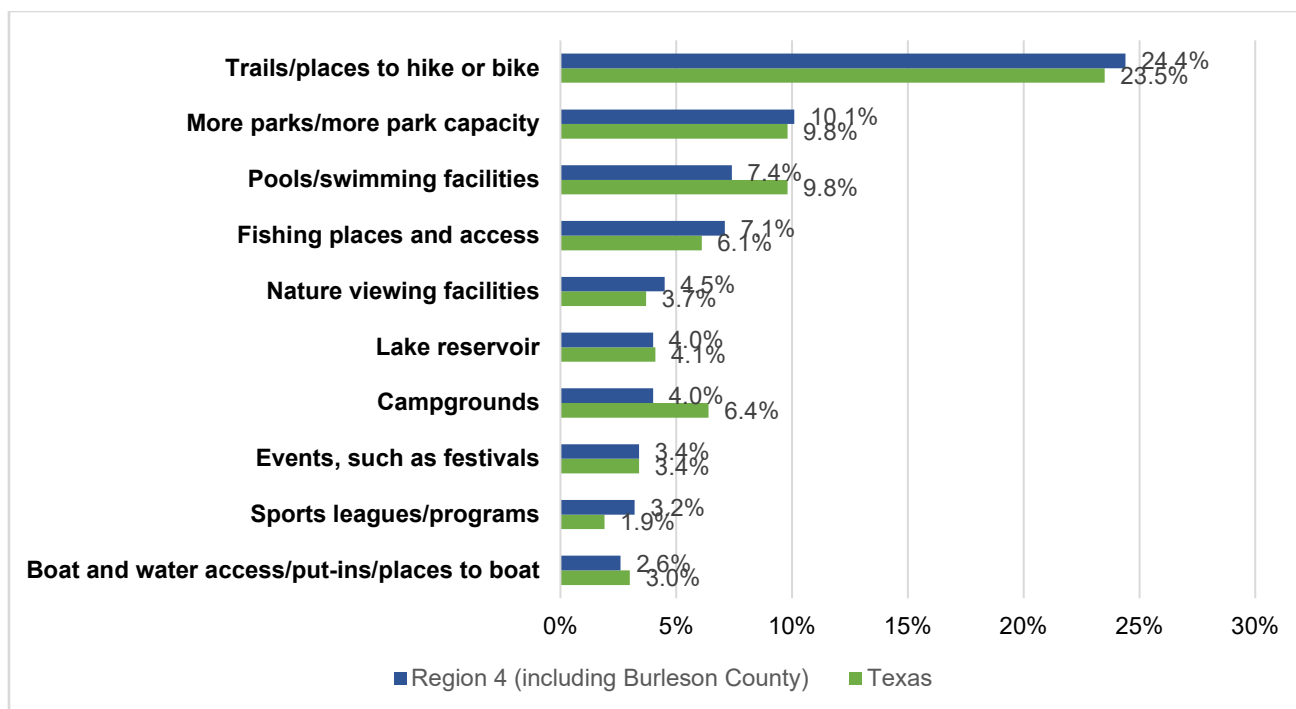 Trails/places to hike or bike
24.4%
23.5%
More parks/more park capacity
10.1%
9.8%
Pools/swimming facilities
7.4%
9.8%
Fishing places and access
7.1%
6.1%
Nature viewing facilities
4.5%
3.7%
Lake reservoir
4.0%
4.1%
Campgrounds
4.0%
6.4%
Events, such as festivals
3.4%
3.4%
Sports leagues/programs
3.2%
1.9%
Boat and water access/put-ins/places to boat
2.6%
3.0%
0% 5% 10% 15% 20% 25% 30%
Region 4 (including Burleson County) Texas